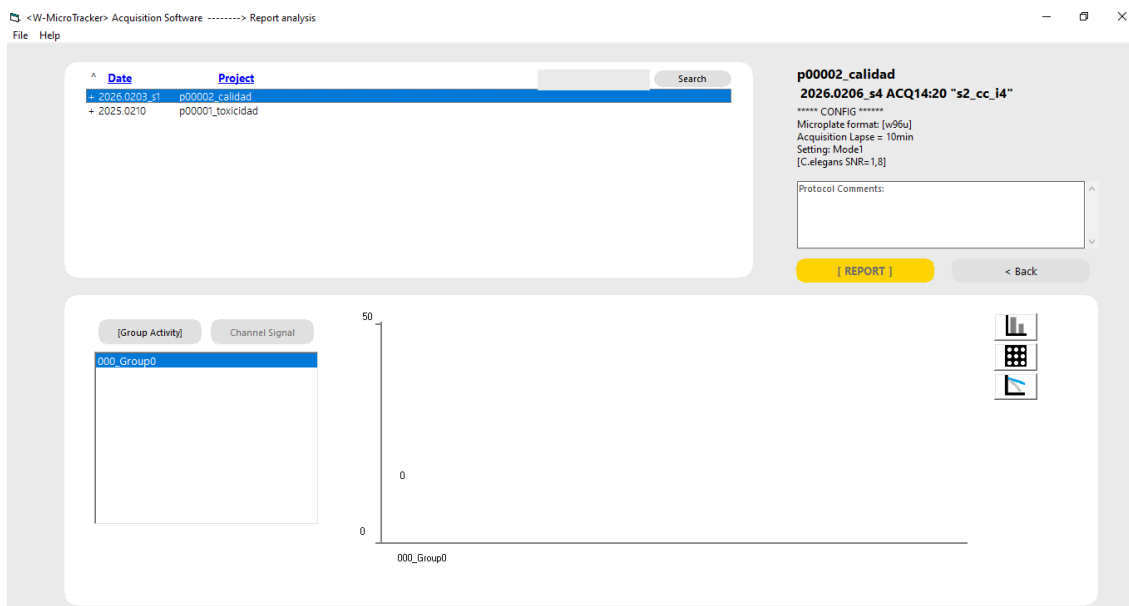 <W-MicroTracker> Acquisition Software --------> Report analysis
File Help
^ Date Project Search
+ 2026.0203_s1 p00002_calidad
+ 2025.0210 p00001_toxicidad
p00002_calidad
2026.0206_s4 ACQ14:20 "s2_cc_i4"
***** CONFIG ******
Microplate format: [w96u]
Acquisition Lapse = 10min
Setting: Mode1
[C.elegans SNR=1,8]
Protocol Comments:
[ REPORT ] < Back
[Group Activity] Channel Signal
000_Group0
50
0
0
000_Group0